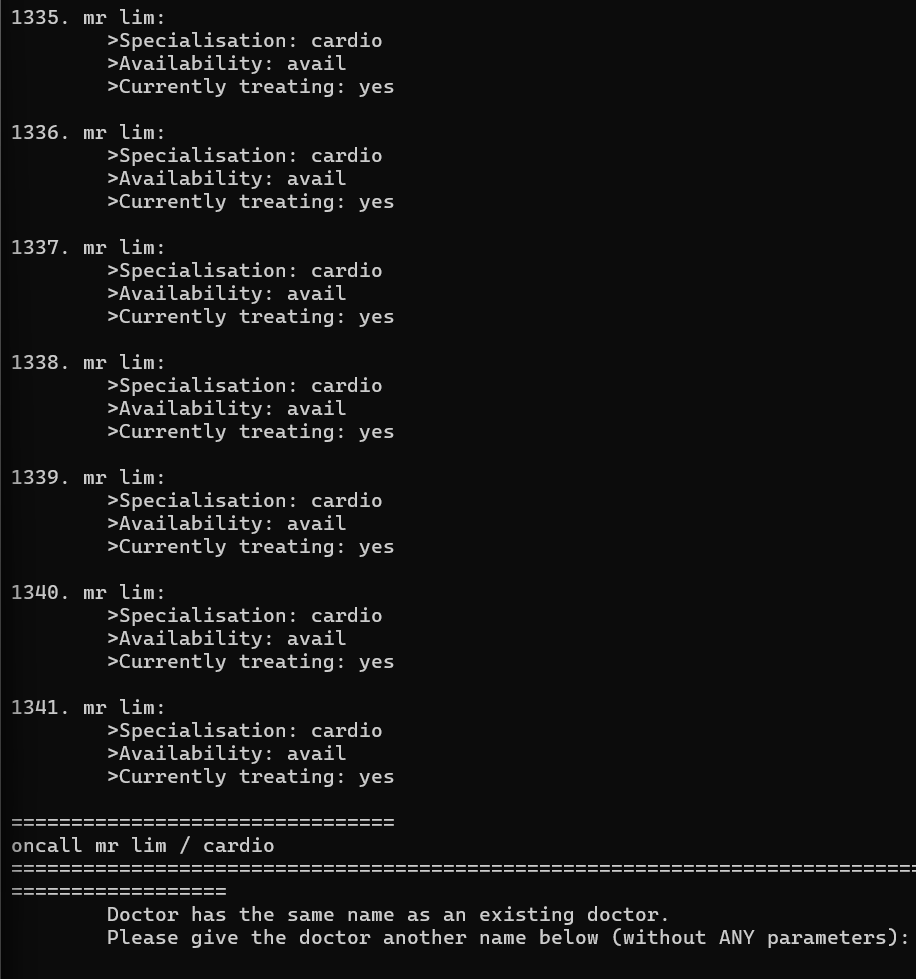 1335. mr lim:
>Specialisation: cardio
>Availability: avail
>Currently treating: yes
1336. mr lim:
>Specialisation: cardio
>Availability: avail
>Currently treating: yes
1337. mr lim:
>Specialisation: cardio
>Availability: avail
>Currently treating: yes
1338. mr lim:
>Specialisation: cardio
>Availability: avail
>Currently treating: yes
1339. mr lim:
>Specialisation: cardio
>Availability: avail
>Currently treating: yes
1340. mr lim:
>Specialisation: cardio
>Availability: avail
>Currently treating: yes
1341. mr lim:
>Specialisation: cardio
>Availability: avail
>Currently treating: yes
================================
oncall mr lim / cardio
============================================================================
==================
Doctor has the same name as an existing doctor.
Please give the doctor another name below (without ANY parameters):